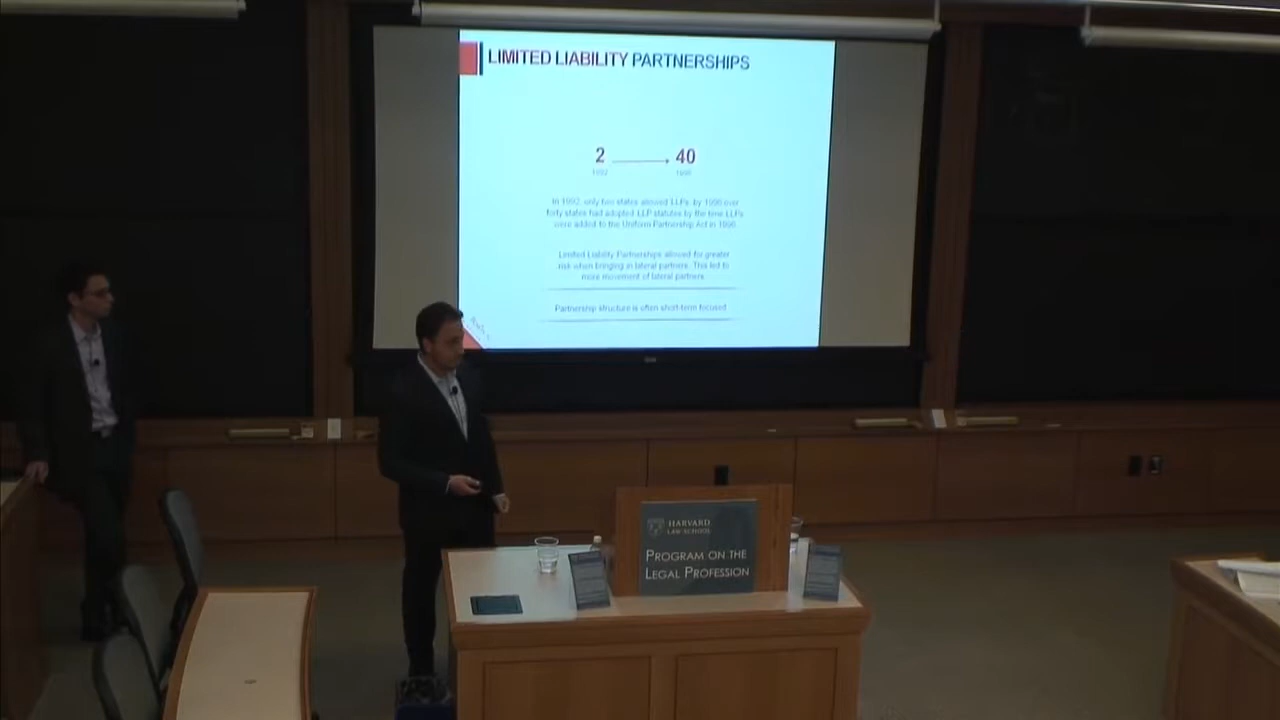 LIMITED LIABILITY PARTNERSHIPS
2 40
1992 1996
In 1992, only two states allowed LLPs, by 1996 over
forty states had adopted LLP statutes by the time LLPs
were added to the Uniform Partnership Act in 1996.
Limited Liability Partnerships allowed for greater
risk when bringing in lateral partners. This led to
more movement of lateral partners.
Partnership structure is often short-term focused
HARVARD
LAW SCHOOL
PROGRAM ON THE
LEGAL PROFESSION